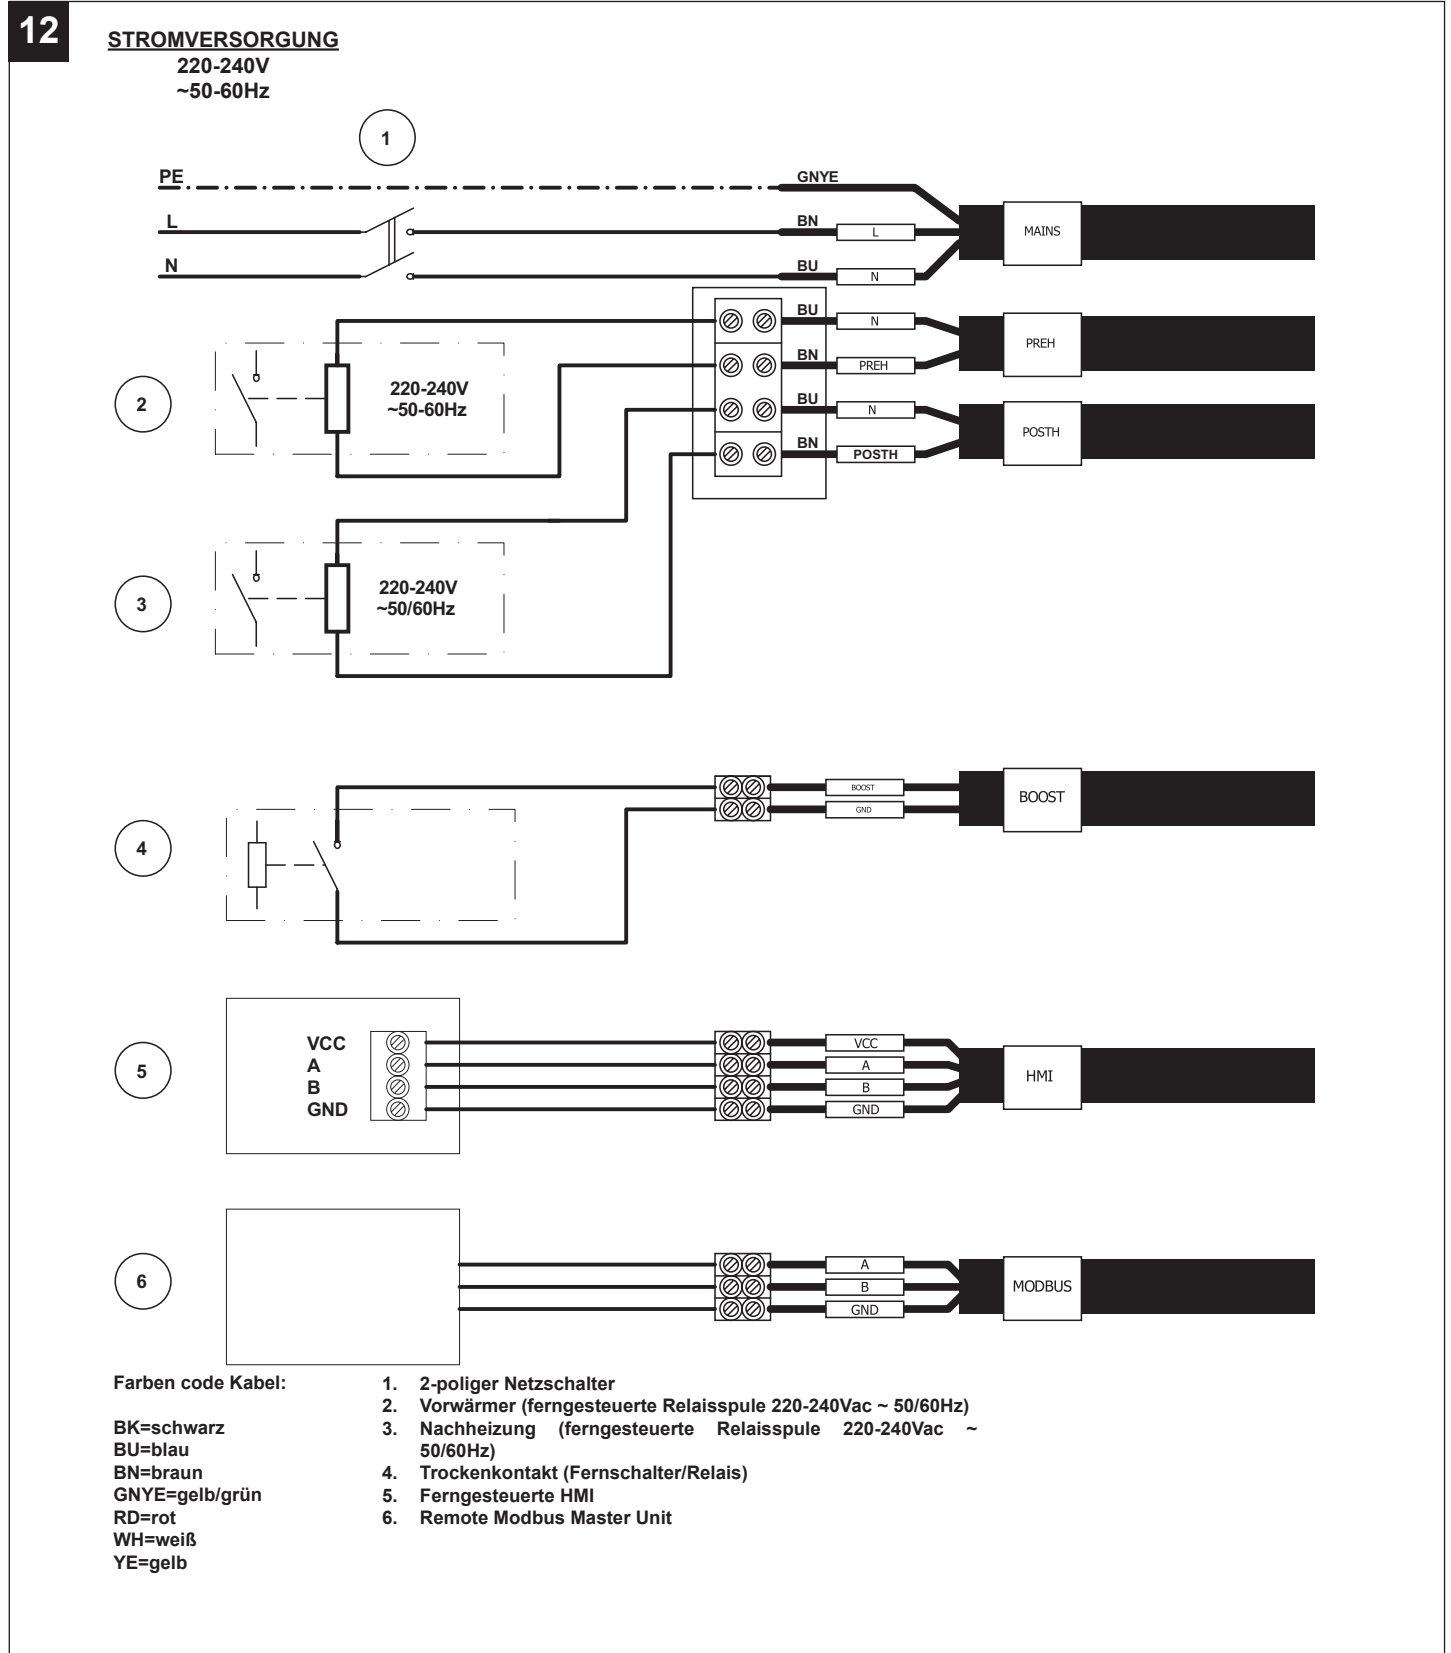 12
STROMVERSORGUNG
220-240V
~50-60Hz
1
PE
GNYE
L
BN
L
MAINS
N
BU
N
BU
N
PREH
BN
PREH
2
220-240V
~50-60Hz
BU
N
POSTH
BN
POSTH
3
220-240V
~50/60Hz
BOOST
GND
BOOST
4
VCC
A
B
GND
VCC
A
B
GND
HMI
5
A
B
GND
MODBUS
6
Farben code Kabel:
BK=schwarz
BU=blau
BN=braun
GNYE=gelb/grün
RD=rot
WH=weiß
YE=gelb
1. 2-poliger Netzschalter
2. Vorwärmer (ferngesteuerte Relaisspule 220-240Vac ~ 50/60Hz)
3. Nachheizung (ferngesteuerte Relaisspule 220-240Vac ~
50/60Hz)
4. Trockenkontakt (Fernschalter/Relais)
5. Ferngesteuerte HMI
6. Remote Modbus Master Unit